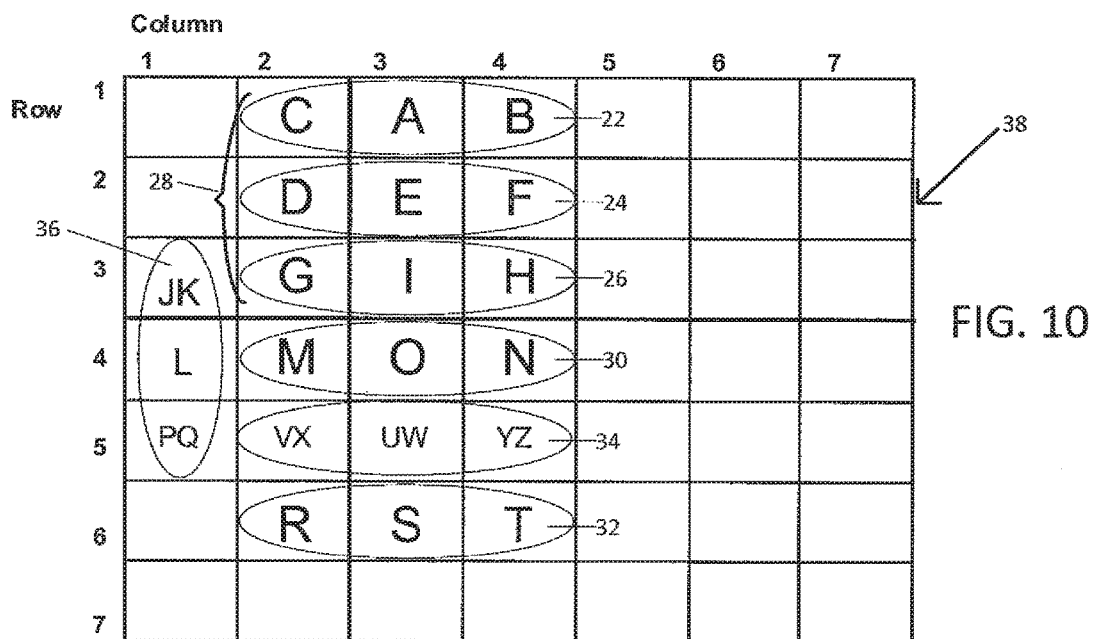 Column
1 2 3 4 5 6 7
Row
1 C A B 22
38
28 2 D E F 24
36
3 JK G I H 26
FIG. 10
4 L M O N 30
5 PQ VX UW YZ 34
6 R S T 32
7